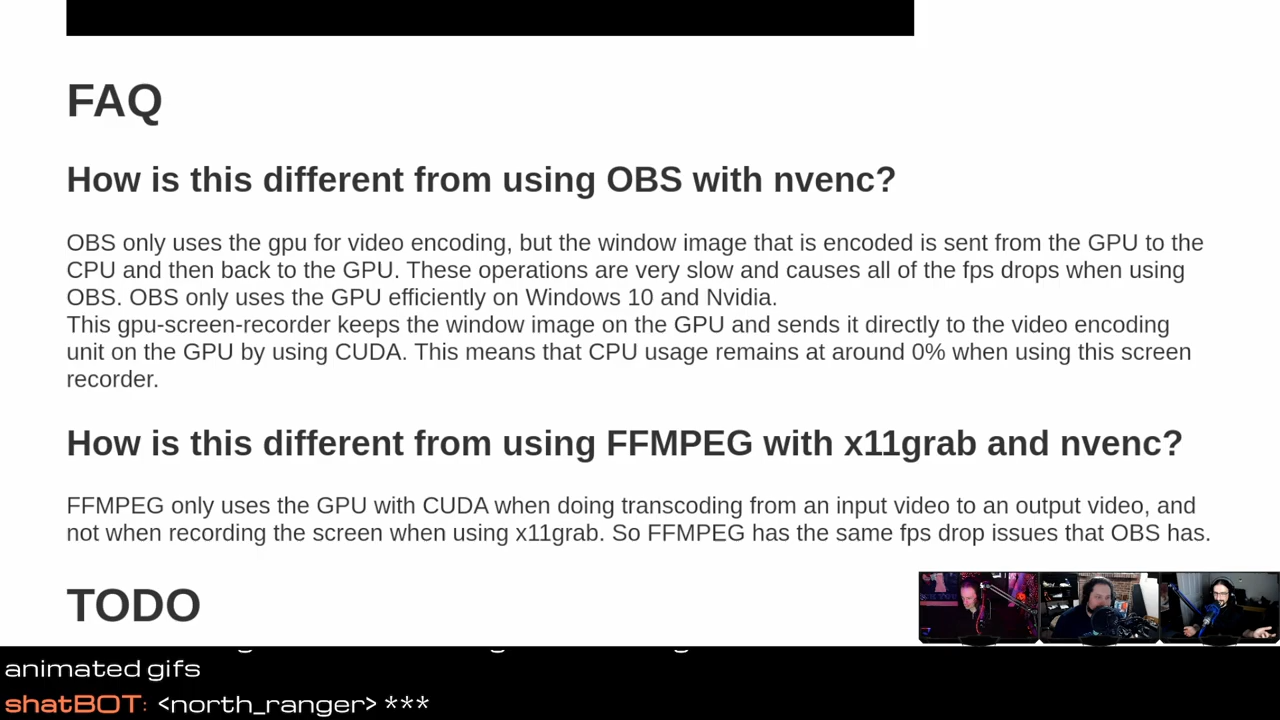 FAQ
How is this different from using OBS with nvenc?
OBS only uses the gpu for video encoding, but the window image that is encoded is sent from the GPU to the
CPU and then back to the GPU. These operations are very slow and causes all of the fps drops when using
OBS. OBS only uses the GPU efficiently on Windows 10 and Nvidia.
This gpu-screen-recorder keeps the window image on the GPU and sends it directly to the video encoding
unit on the GPU by using CUDA. This means that CPU usage remains at around 0% when using this screen
recorder.
How is this different from using FFMPEG with x11grab and nvenc?
FFMPEG only uses the GPU with CUDA when doing transcoding from an input video to an output video, and
not when recording the screen when using x11grab. So FFMPEG has the same fps drop issues that OBS has.
TODO
animated gifs
shatBOT: <north_ranger> ***